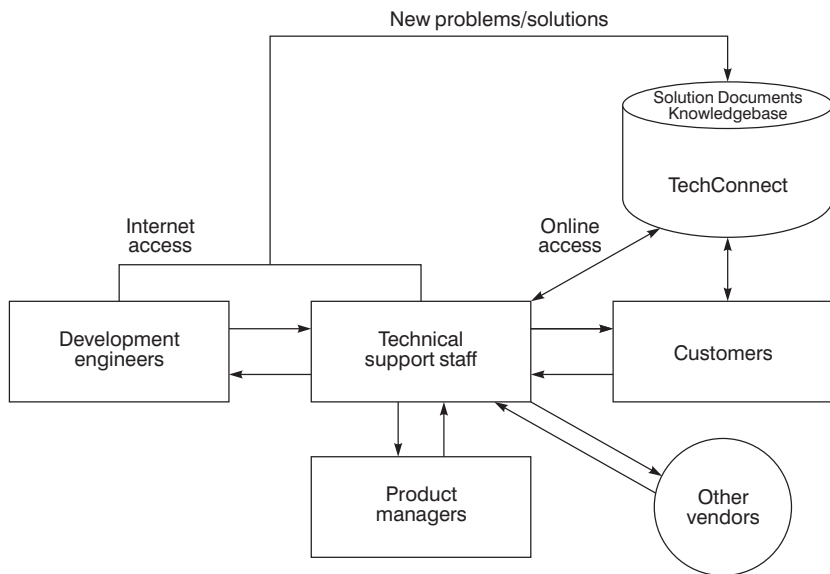 New problems/solutions
Solution Documents
Knowledgebase
TechConnect
Internet
access
Online
access
Development
engineers
Technical
support staff
Customers
Product
managers
Other
vendors